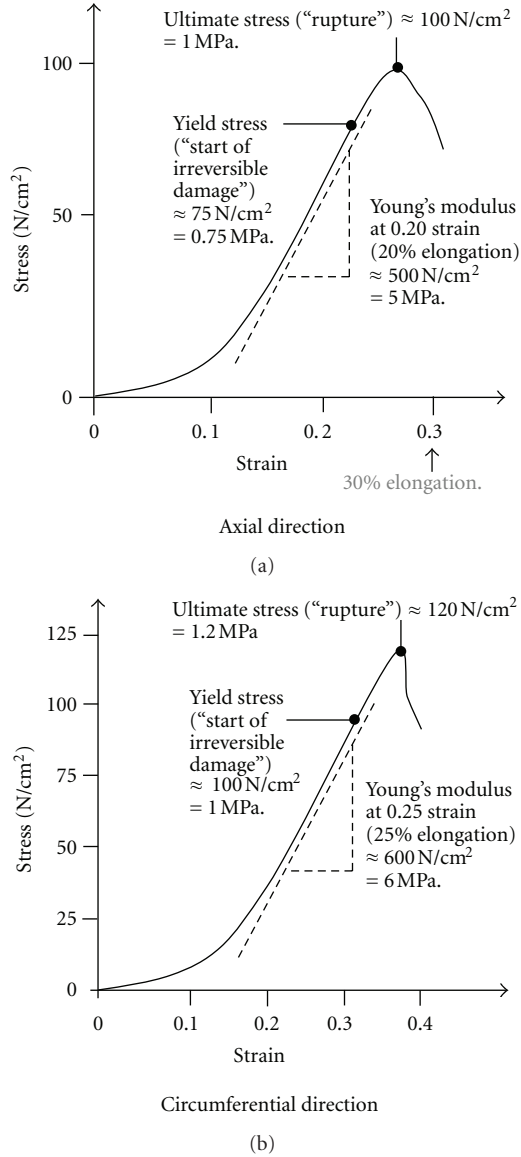 Ultimate stress (“rupture”) ≈ 100 N/cm²
= 1 MPa.
100
Yield stress
(“start of
irreversible
damage”)
≈ 75 N/cm²
= 0.75 MPa.
Young’s modulus
at 0.20 strain
(20% elongation)
≈ 500 N/cm²
= 5 MPa.
50
0
Stress (N/cm²)
0 0.1 0.2 0.3
Strain
30% elongation.
Axial direction
(a)
Ultimate stress (“rupture”) ≈ 120 N/cm²
= 1.2 MPa
125
100
Yield stress
(“start of
irreversible
damage”)
≈ 100 N/cm²
= 1 MPa.
Young’s modulus
at 0.25 strain
(25% elongation)
≈ 600 N/cm²
= 6 MPa.
75
50
25
0
Stress (N/cm²)
0 0.1 0.2 0.3 0.4
Strain
Circumferential direction
(b)